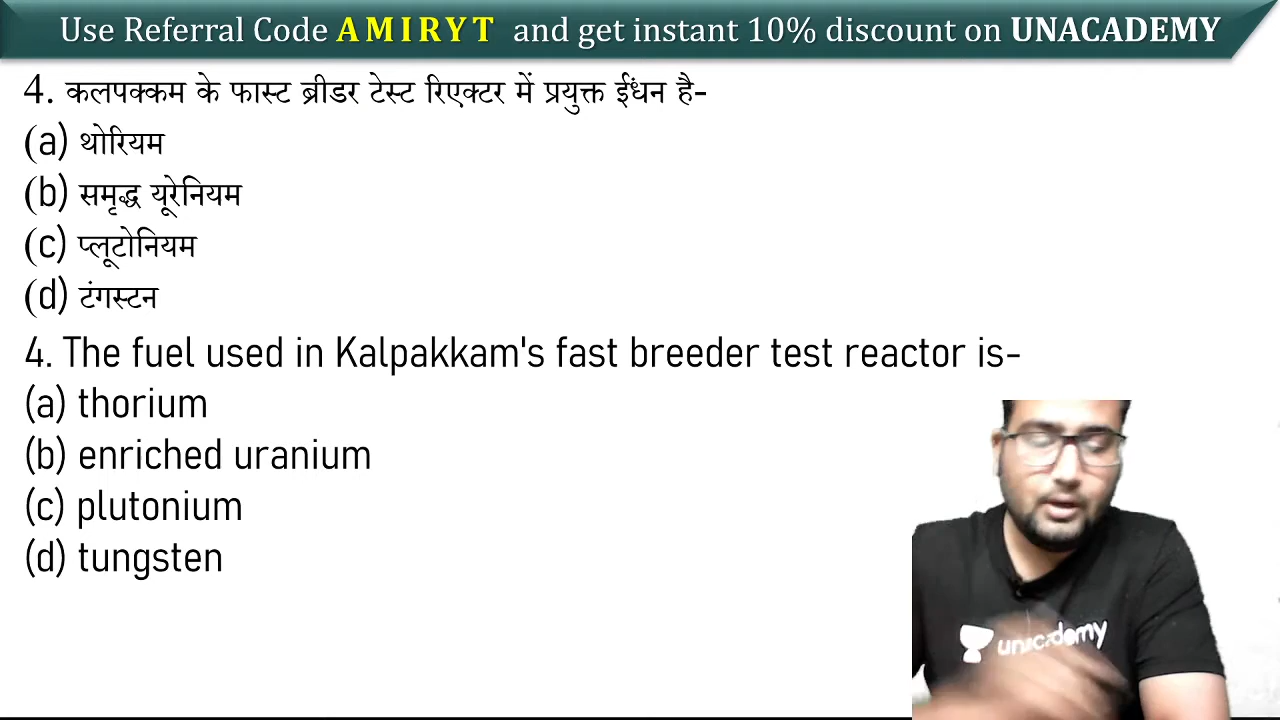 Use Referral Code AMIRYT and get instant 10% discount on UNACADEMY
4. कलपक्कम के फास्ट ब्रीडर टेस्ट रिएक्टर में प्रयुक्त ईंधन है-
(a) थोरियम
(b) समृद्ध यूरेनियम
(c) प्लूटोनियम
(d) टंगस्टन
4. The fuel used in Kalpakkam's fast breeder test reactor is-
(a) thorium
(b) enriched uranium
(c) plutonium
(d) tungsten
unacademy